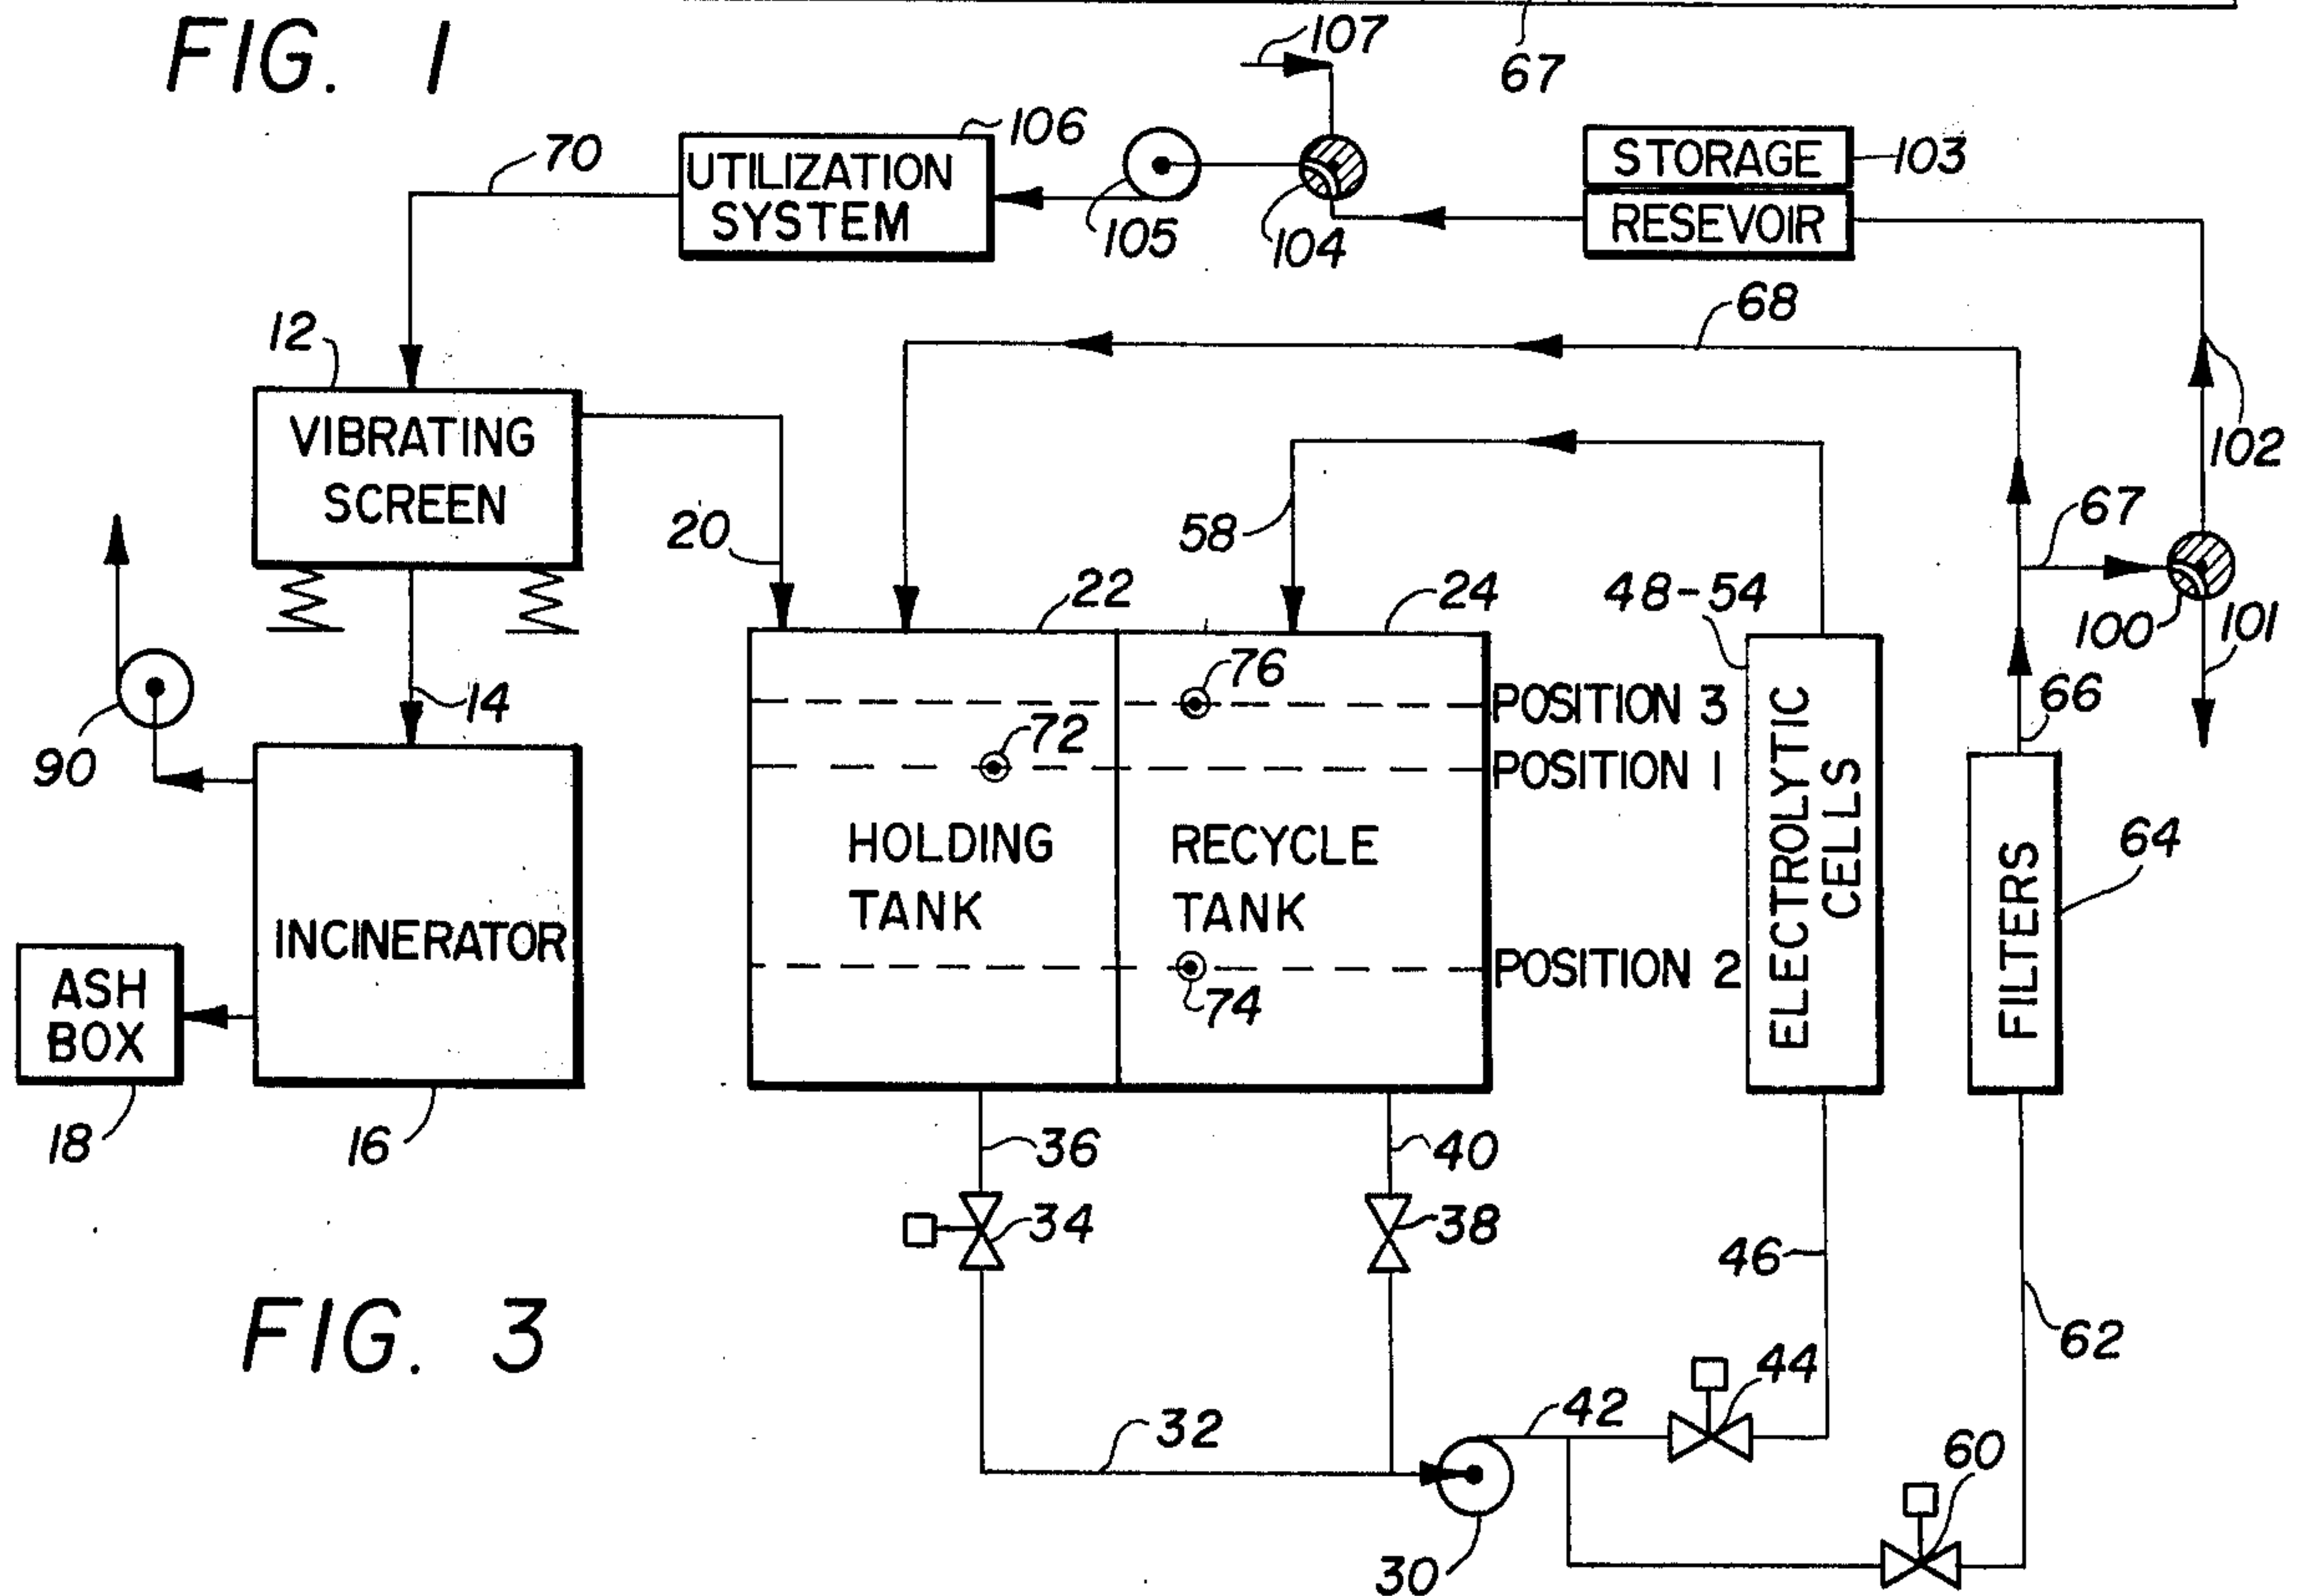 FIG. 1
67
107
106
70
UTILIZATION
SYSTEM
105
104
STORAGE
RESEVOIR
103
68
12
VIBRATING
SCREEN
102
20
58
67
22
24
48-54
100
101
14
76
POSITION 3
66
90
72
POSITION 1
HOLDING
TANK
RECYCLE
TANK
ELECTROLYTIC
CELLS
64
FILTERS
INCINERATOR
ASH
BOX
POSITION 2
74
18
16
36
40
34
38
46
FIG. 3
62
44
42
32
60
30